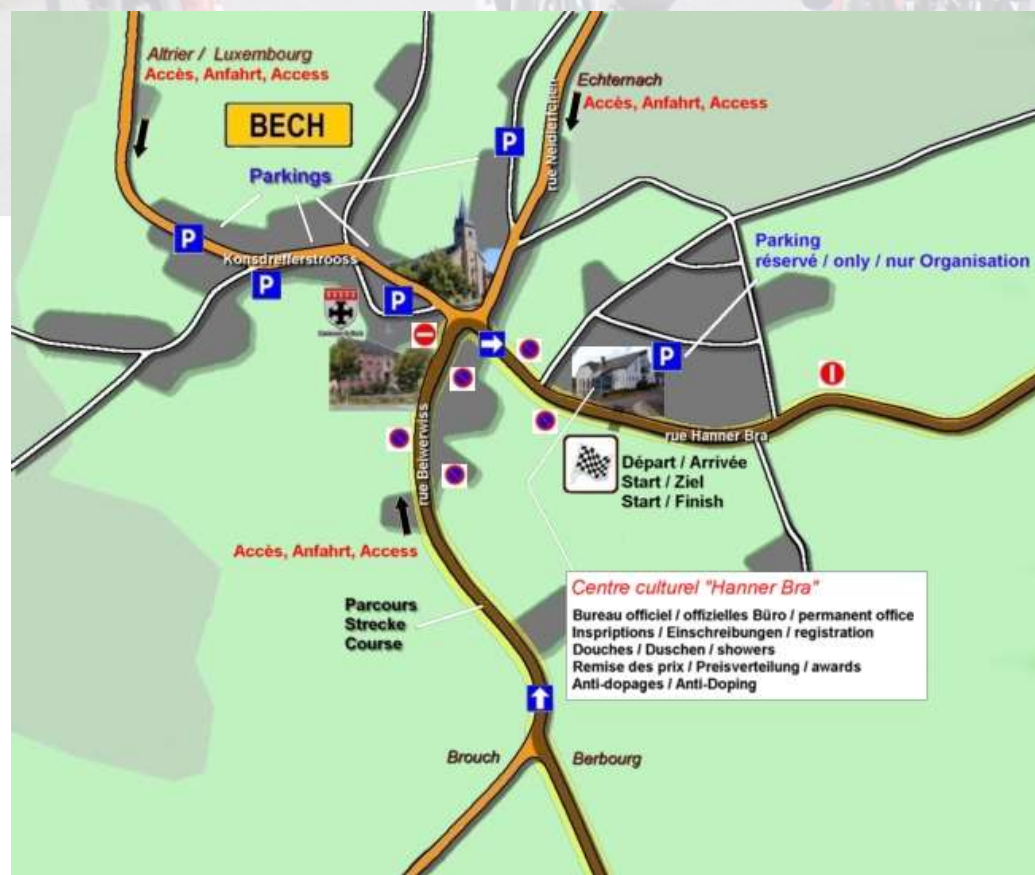 Altrier / Luxembourg
Accès, Anfahrt, Access
Echternach
Accès, Anfahrt, Access
BECH
P
rue Neidlerfeilen
Parkings
P
Parking
réservé / only / nur Organisation
Konsdrefferstrooss
P
P
P
P
rue Beiwerwiss
rue Hanner Bra
Départ / Arrivée
Start / Ziel
Start / Finish
Accès, Anfahrt, Access
Centre culturel "Hanner Bra"
Bureau officiel / offizielles Büro / permanent office
Inspriptions / Einschreibungen / registration
Douches / Duschen / showers
Remise des prix / Preisverteilung / awards
Anti-dopages / Anti-Doping
Parcours
Strecke
Course
Brouch
Berbourg